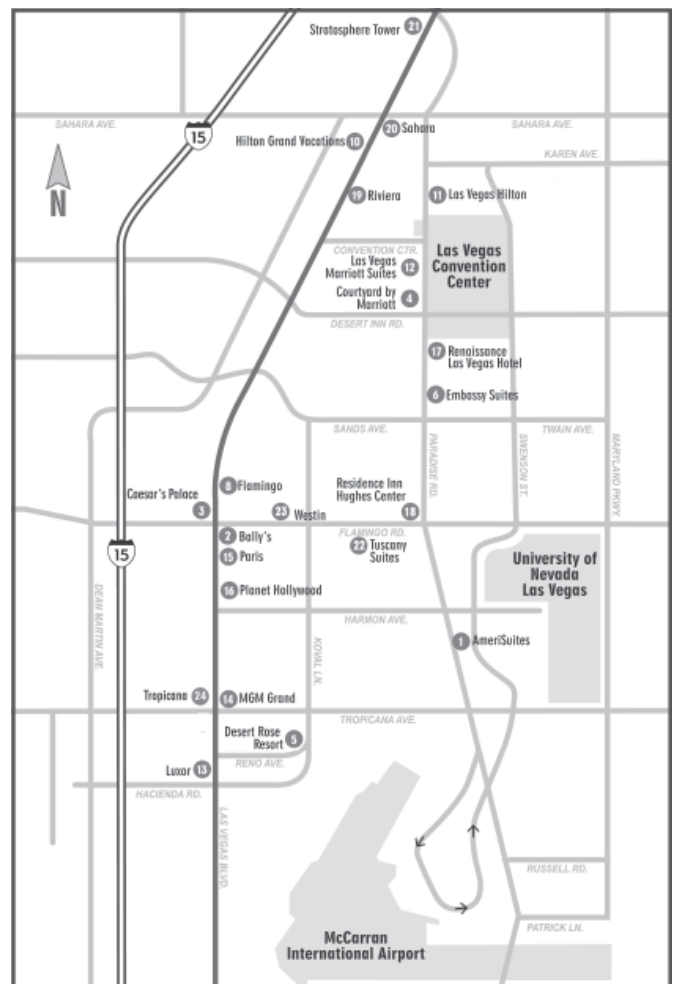 Stratosphere Tower 21
SAHARA AVE.
15
20 Sahara
SAHARA AVE.
Hilton Grand Vacations 10
KAREN AVE.
N
19 Riviera
11 Las Vegas Hilton
CONVENTION CTR.
Las Vegas
Marriott Suites 12
Las Vegas
Convention
Center
Courtyard by
Marriott 4
DESERT INN RD.
17 Renaissance
Las Vegas Hotel
6 Embassy Suites
SANDS AVE.
TWAIN AVE.
PARADISE RD.
SWENSON ST.
MARYLAND PKWY.
8 Flamingo
Caesar's Palace
3
23 Westin
Residence Inn
Hughes Center
18
FLAMINGO RD.
2 Bally's
15 Paris
22 Tuscany
Suites
15
University of
Nevada
Las Vegas
16 Planet Hollywood
DEAN MARTIN AVE.
HARMON AVE.
KOVAL LN.
1 AmeriSuites
Tropicana 24
14 MGM Grand
TROPICANA AVE.
Desert Rose
Resort 5
RENO AVE.
Luxor 13
HACIENDA RD.
LAS VEGAS BLVD.
RUSSELL RD.
PATRICK LN.
McCarran
International Airport